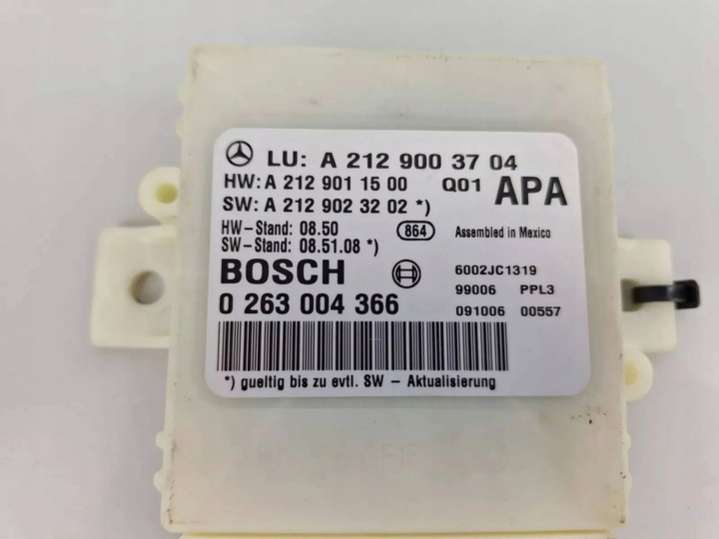 LU: A 212 900 37 04
HW: A 212 901 15 00 Q01 APA
SW: A 212 902 32 02 *)
HW-Stand: 08.50 864 Assembled in Mexico
SW-Stand: 08.51.08 *)
BOSCH 6002JC1319
0 263 004 366 99006 PPL3
091006 00557
*) gueltig bis zu evtl. SW - Aktualisierung